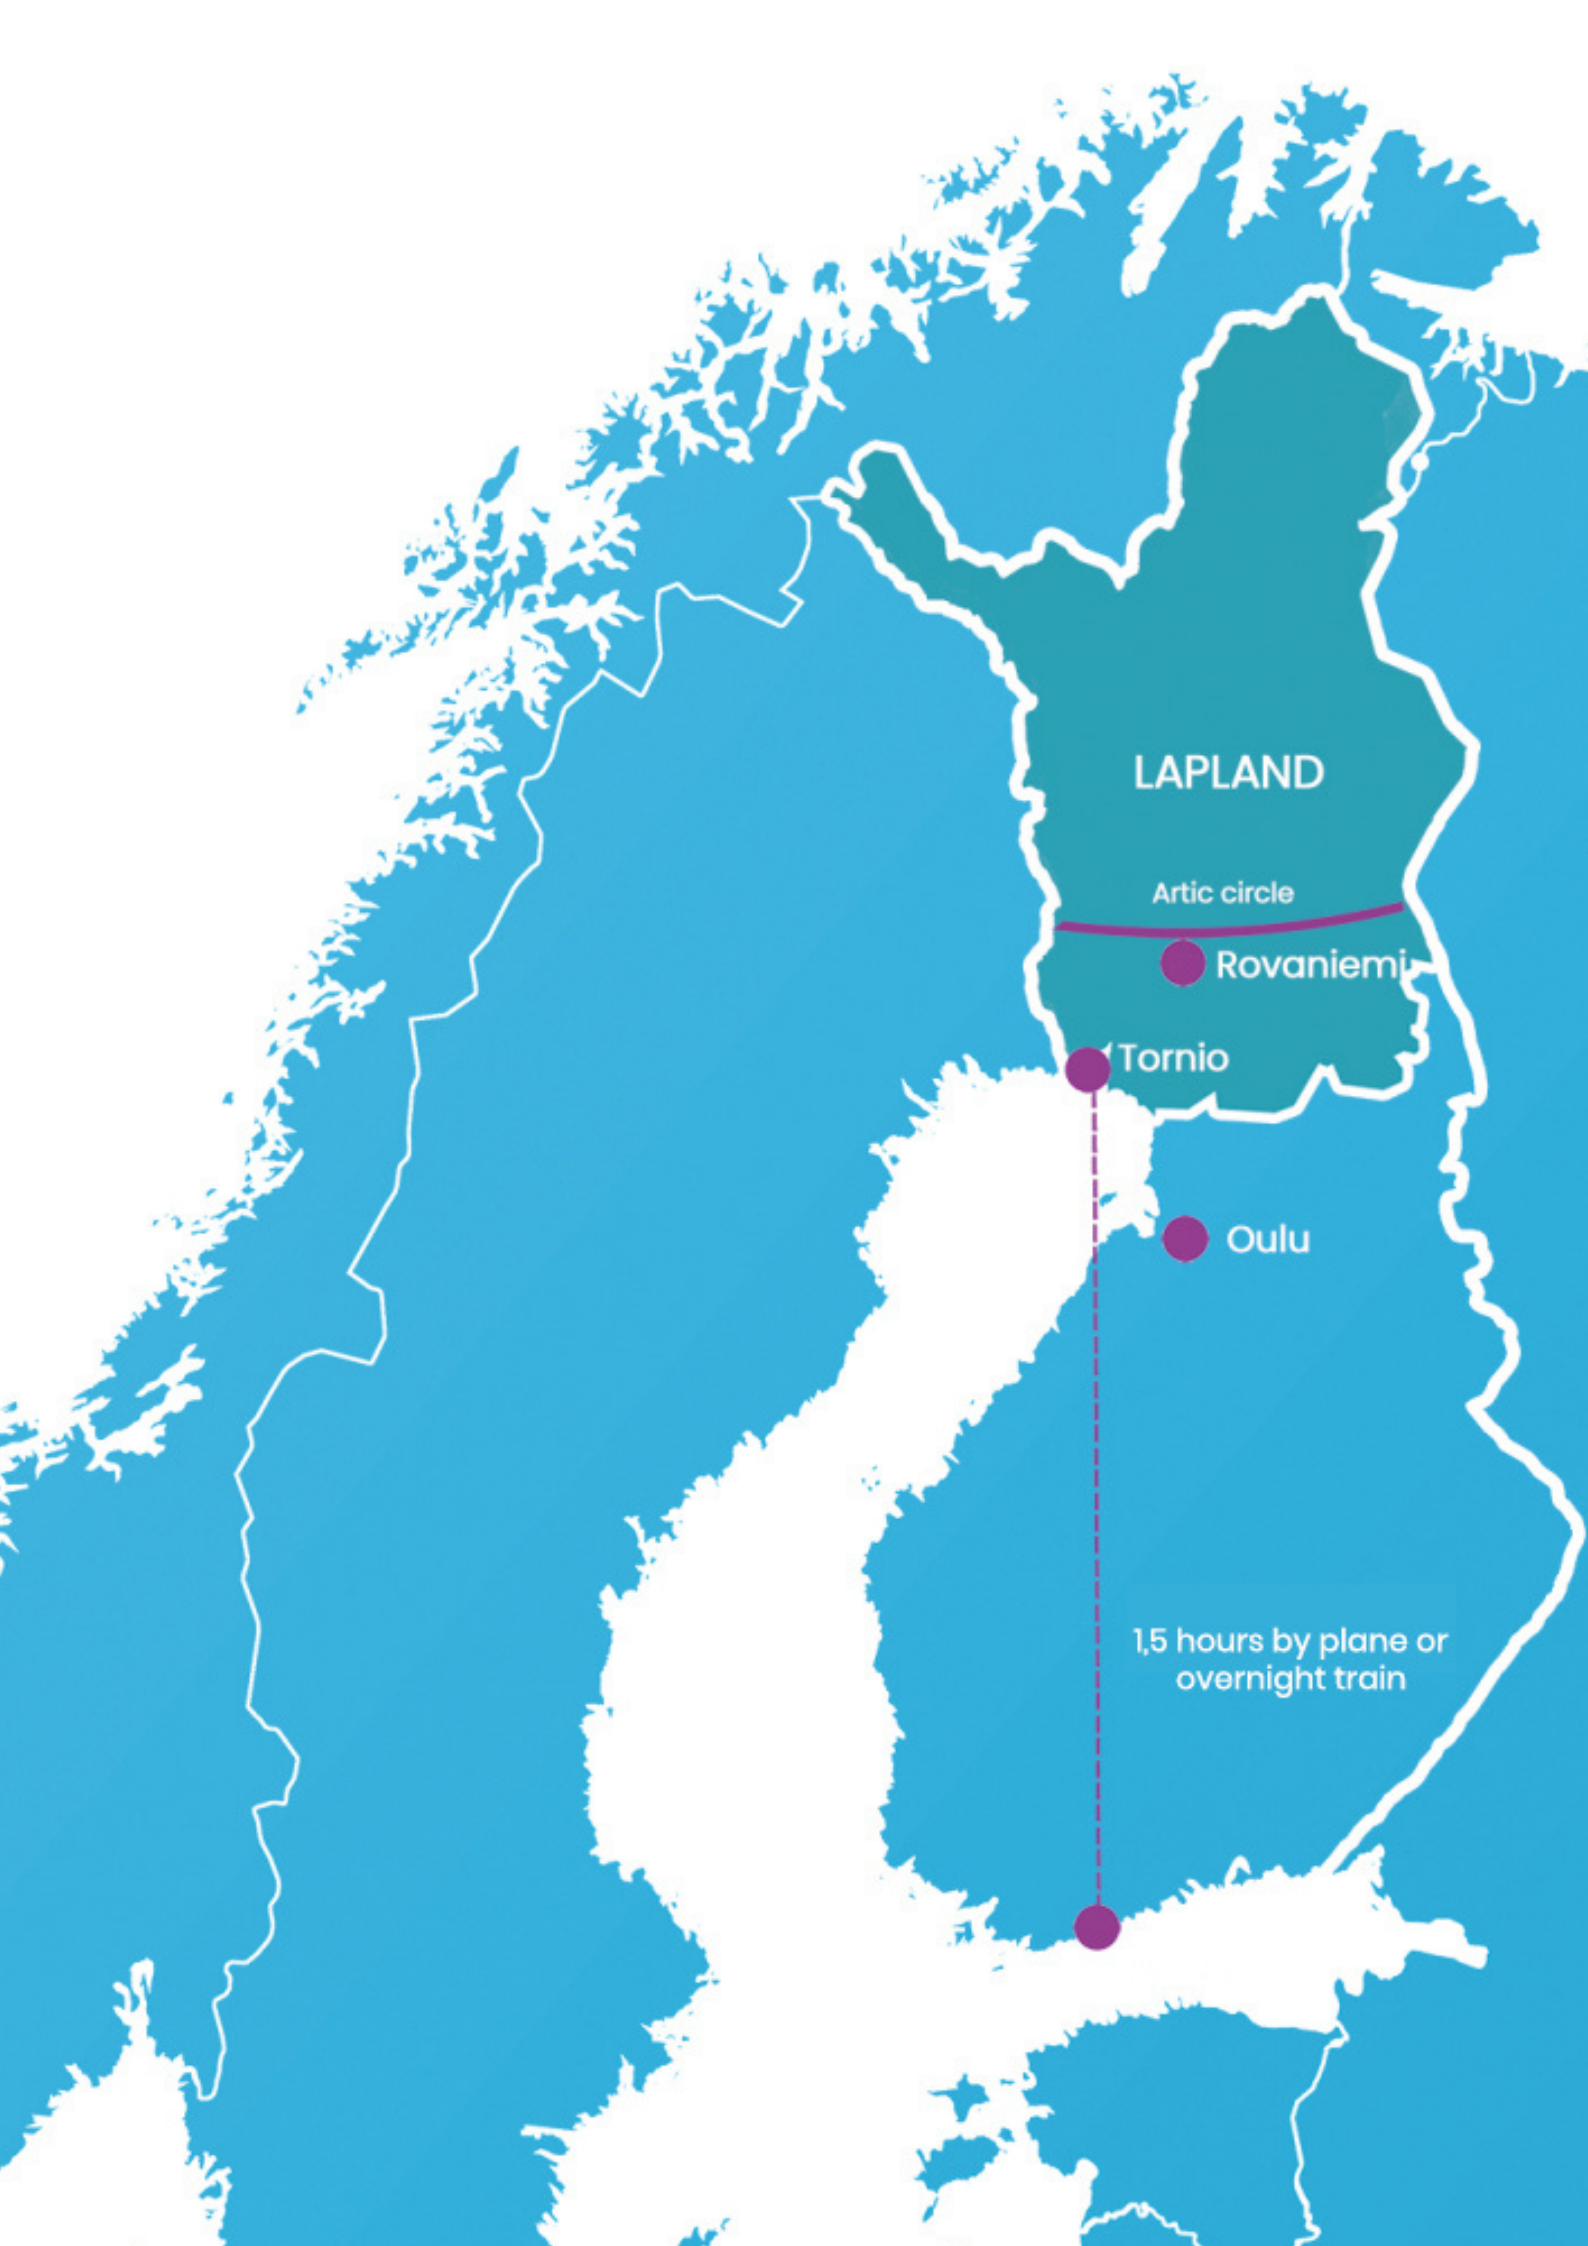 LAPLAND
Artic circle
Rovaniemi
Tornio
Oulu
1,5 hours by plane or
overnight train